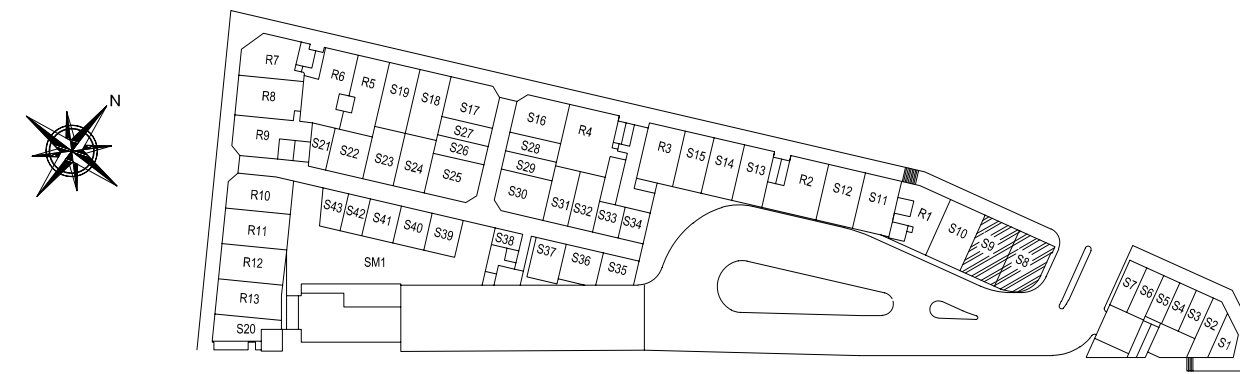 N
R7
R6
R5
S19
S18
S17
R8
S27
S26
R9
S21
S22
S23
S24
S25
S16
R4
S28
S29
S30
S31
S32
S33
S34
R3
S15
S14
S13
R2
S12
S11
R1
S10
S9
S8
R10
R11
R12
R13
S20
S43
S42
S41
S40
S39
SM1
S38
S37
S36
S35
S7
S6
S5
S4
S3
S2
S1